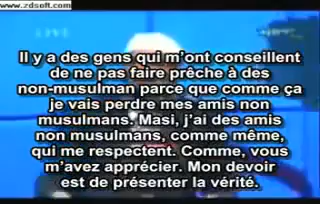 www.zdsoft.com
LIVE
Il y a des gens qui m'ont conseillent
de ne pas faire prêche à des
non-musulman parce que comme ça
je vais perdre mes amis non
musulmans. Masi, j'ai des amis
non musulmans, comme même,
qui me respectent. Comme, vous
m'avez apprécier. Mon devoir
est de présenter la vérité.